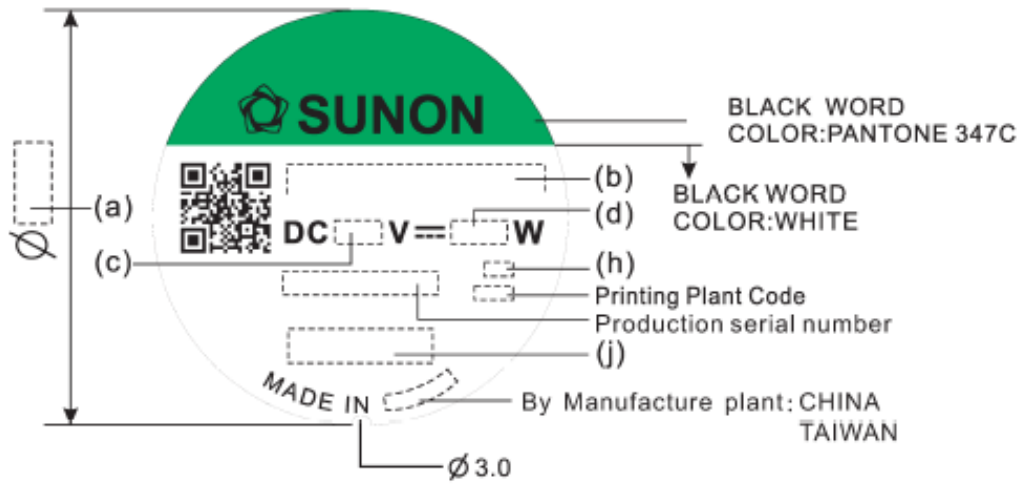 SUNON
BLACK WORD
COLOR:PANTONE 347C
BLACK WORD
COLOR:WHITE
(a)
Ø
(b)
(d)
DC V W
(c)
(h)
Printing Plant Code
Production serial number
(j)
MADE IN
By Manufacture plant: CHINA
TAIWAN
Ø 3.0